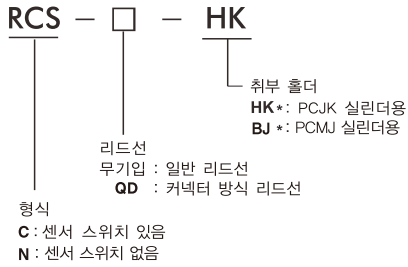 RCS - □ - HK
취부 홀더
HK *: PCJK 실린더용
BJ *: PCMJ 실린더용
리드선
무기입 : 일반 리드선
QD : 커넥터 방식 리드선
형식
C : 센서 스위치 있음
N : 센서 스위치 없음